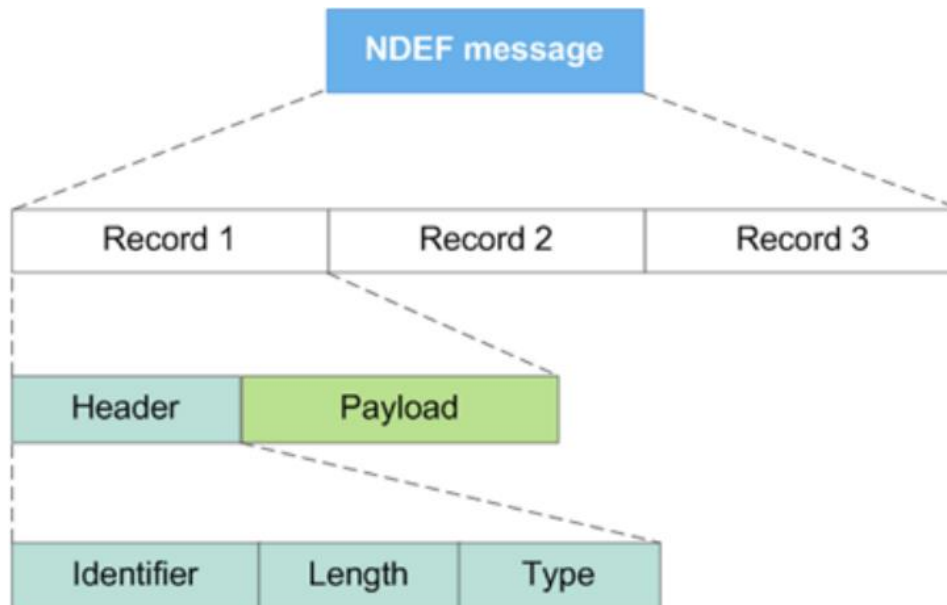 NDEF message
Record 1 Record 2 Record 3
Header Payload
Identifier Length Type